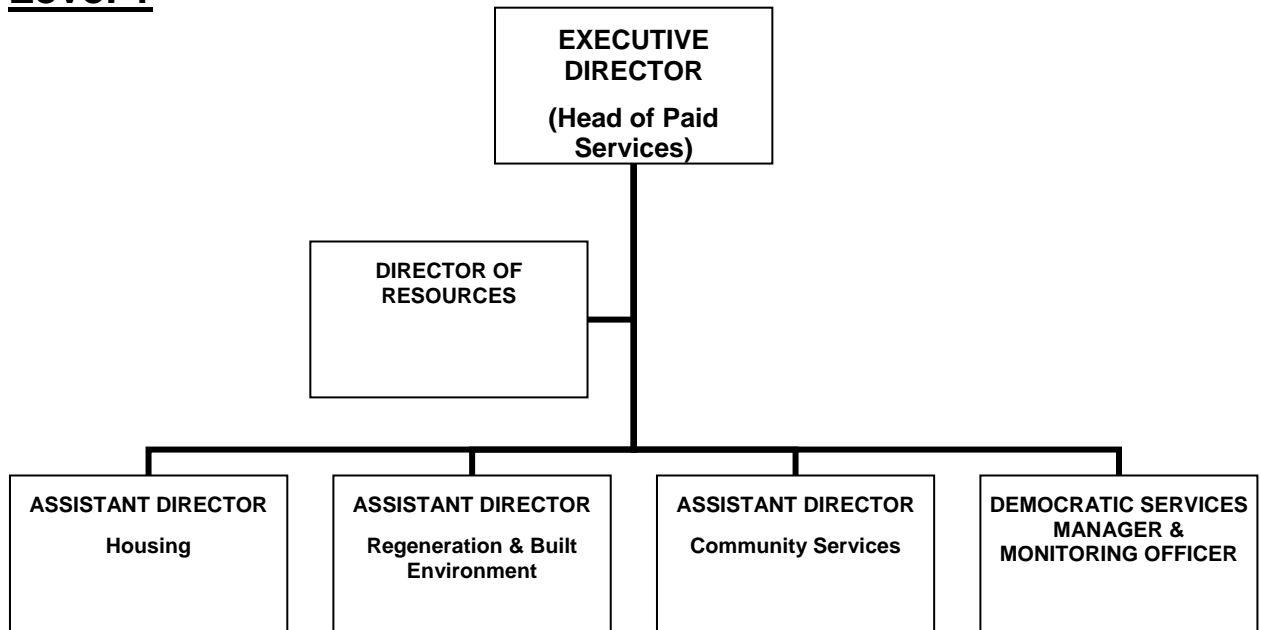 EXECUTIVE
DIRECTOR
(Head of Paid
Services)
DIRECTOR OF
RESOURCES
ASSISTANT DIRECTOR
Housing
ASSISTANT DIRECTOR
Regeneration & Built
Environment
ASSISTANT DIRECTOR
Community Services
DEMOCRATIC SERVICES
MANAGER &
MONITORING OFFICER